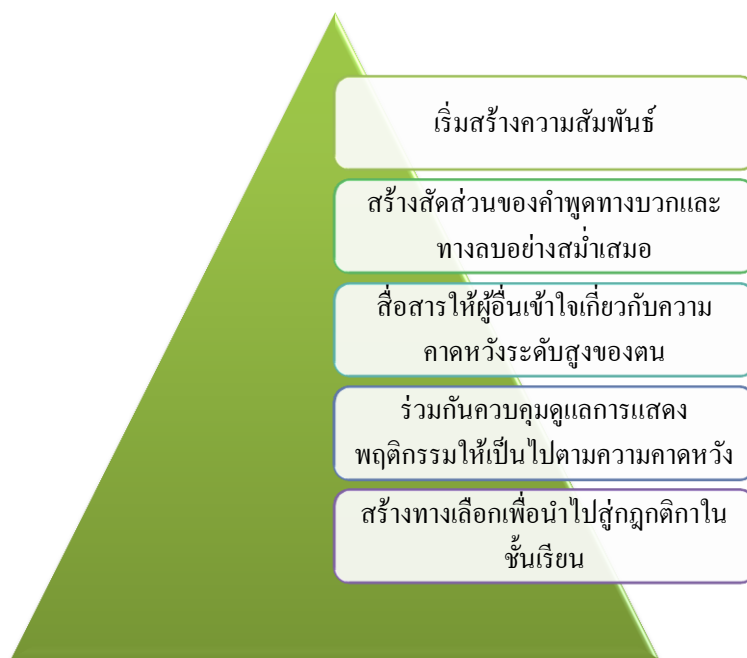 เริ่มสร้างความสัมพันธ์
สร้างสัดส่วนของคำพูดทางบวกและ
ทางลบอย่างสม่ำเสมอ
สื่อสารให้ผู้อื่นเข้าใจเกี่ยวกับความ
คาดหวังระดับสูงของตน
ร่วมกันควบคุมดูแลการแสดง
พฤติกรรมให้เป็นไปตามความคาดหวัง
สร้างทางเลือกเพื่อนำไปสู่กฎกติกาใน
ชั้นเรียน